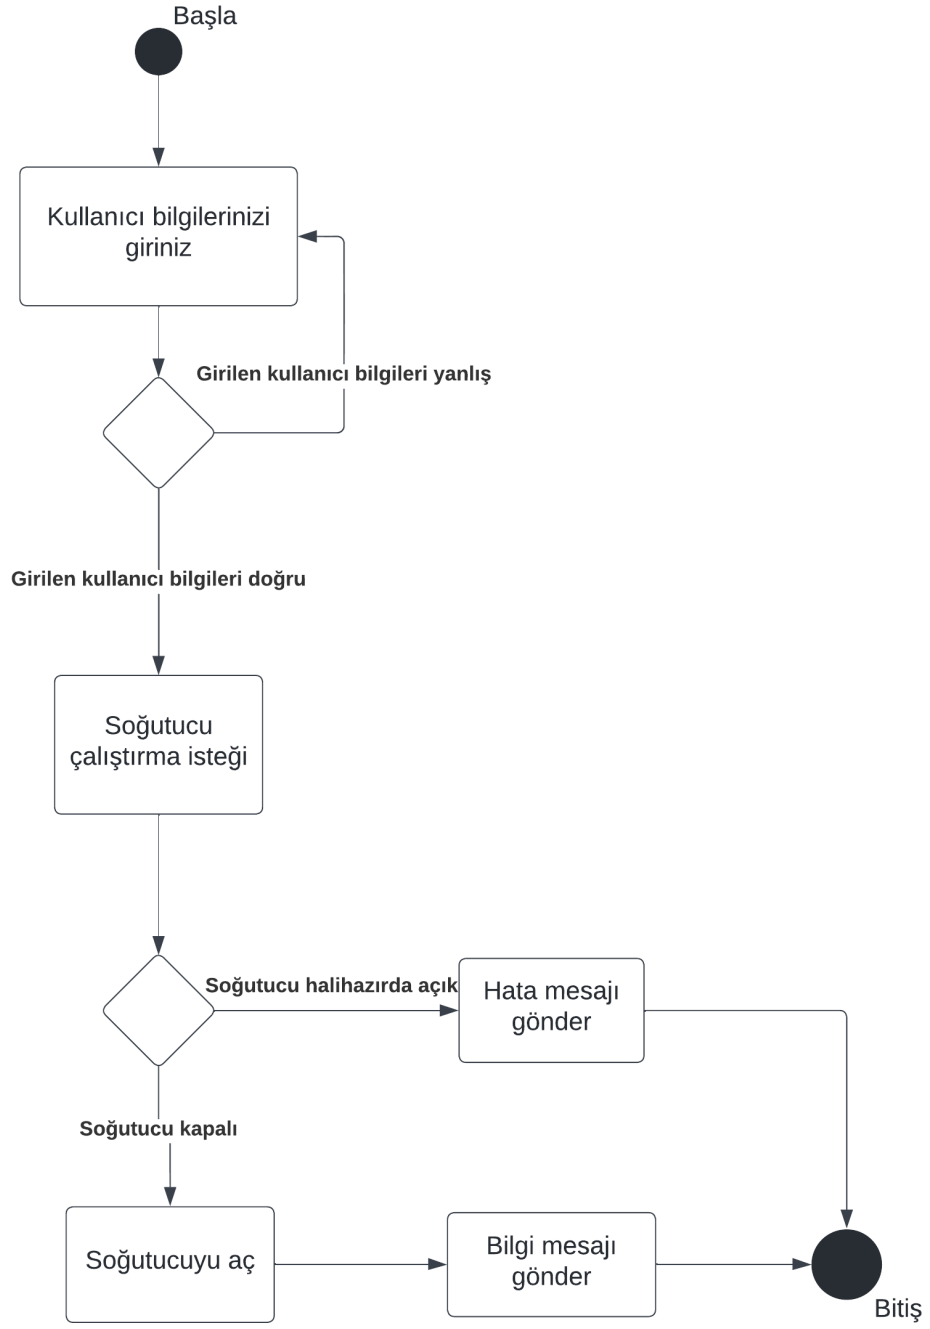 Başla
Kullanıcı bilgilerinizi
giriniz
Girilen kullanıcı bilgileri yanlış
Girilen kullanıcı bilgileri doğru
Soğutucu
çalıştırma isteği
Soğutucu halihazırda açık
Hata mesajı
gönder
Soğutucu kapalı
Soğutucuyu aç
Bilgi mesajı
gönder
Bitiş